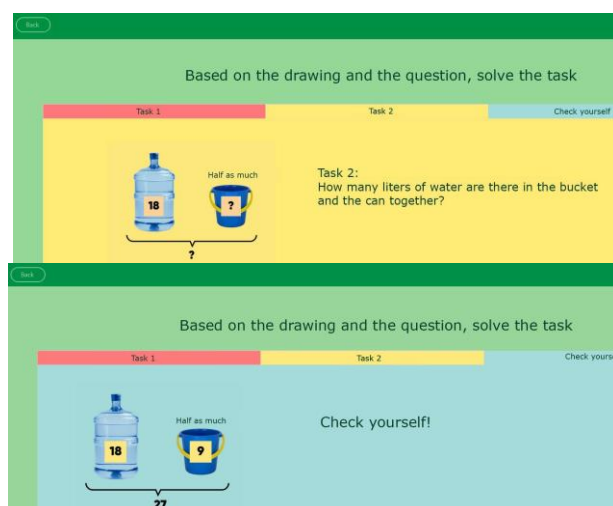 Back
Based on the drawing and the question, solve the task
Task 1
Task 2
Check yourself
Half as much
18
?
?
Task 2:
How many liters of water are there in the bucket
and the can together?
Back
Based on the drawing and the question, solve the task
Task 1
Task 2
Check yourse
Half as much
18
9
27
Check yourself!